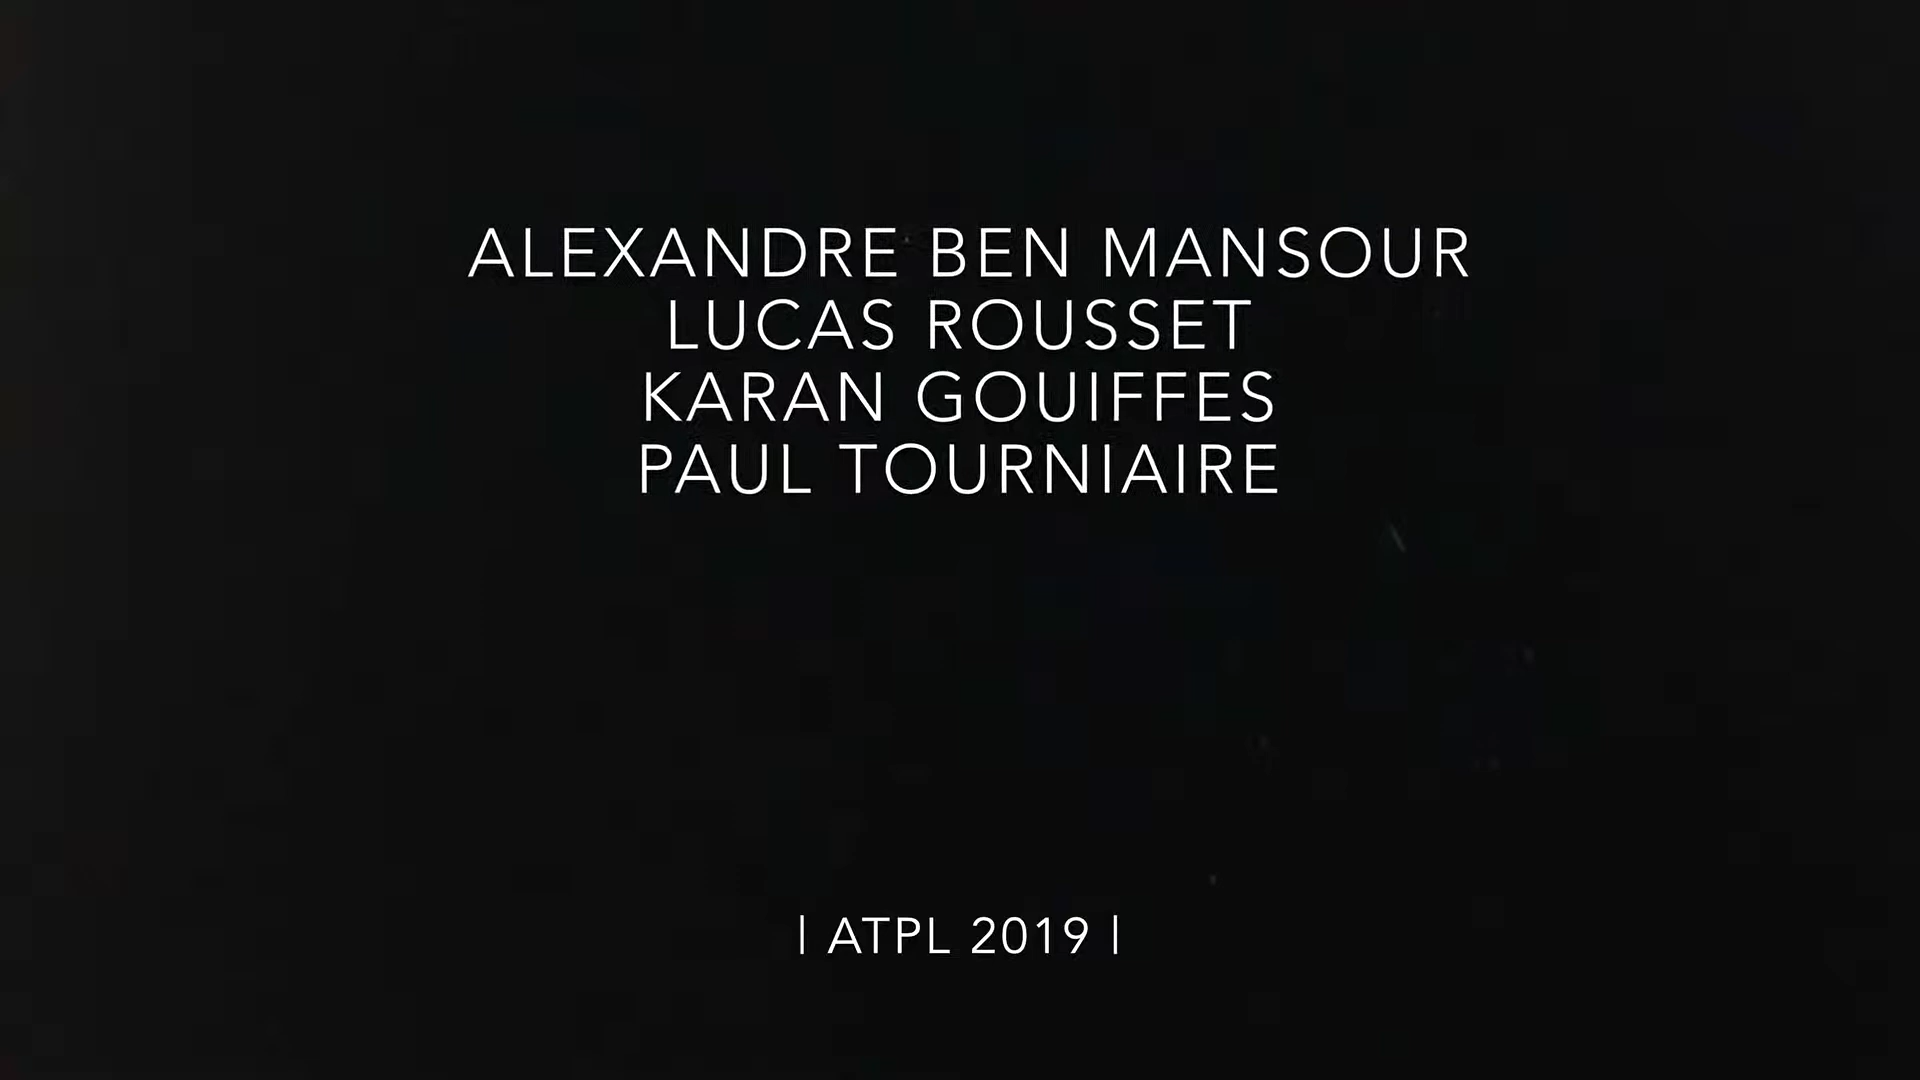 ALEXANDRE BEN MANSOUR
LUCAS ROUSSET
KARAN GOUIFFES
PAUL TOURNIAIRE
| ATPL 2019 |